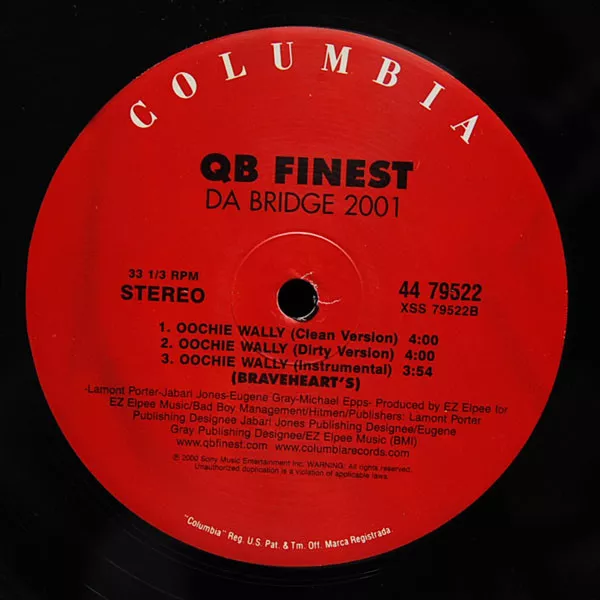 COLUMBIA
QB FINEST
DA BRIDGE 2001
33 1/3 RPM
STEREO
44 79522
XSS 79522B
1. OOCHIE WALLY (Clean Version) 4:00
2. OOCHIE WALLY (Dirty Version) 4:00
3. OOCHIE WALLY (Instrumental) 3:54
(BRAVEHEART'S)
-Lamont Porter-Jabari Jones-Eugene Gray-Michael Epps- Produced by EZ Elpee for
EZ Elpee Music/Bad Boy Management/Hitmen/Publishers: Lamont Porter
Publishing Designee Jabari Jones Publishing Designee/Eugene
Gray Publishing Designee/EZ Elpee Music (BMI)
www.qbfinest.com www.columbiarecords.com
℗ 2000 Sony Music Entertainment Inc. WARNING: All rights reserved.
Unauthorized duplication is a violation of applicable laws.
"Columbia" Reg. U.S. Pat. & Tm. Off. Marca Registrada.